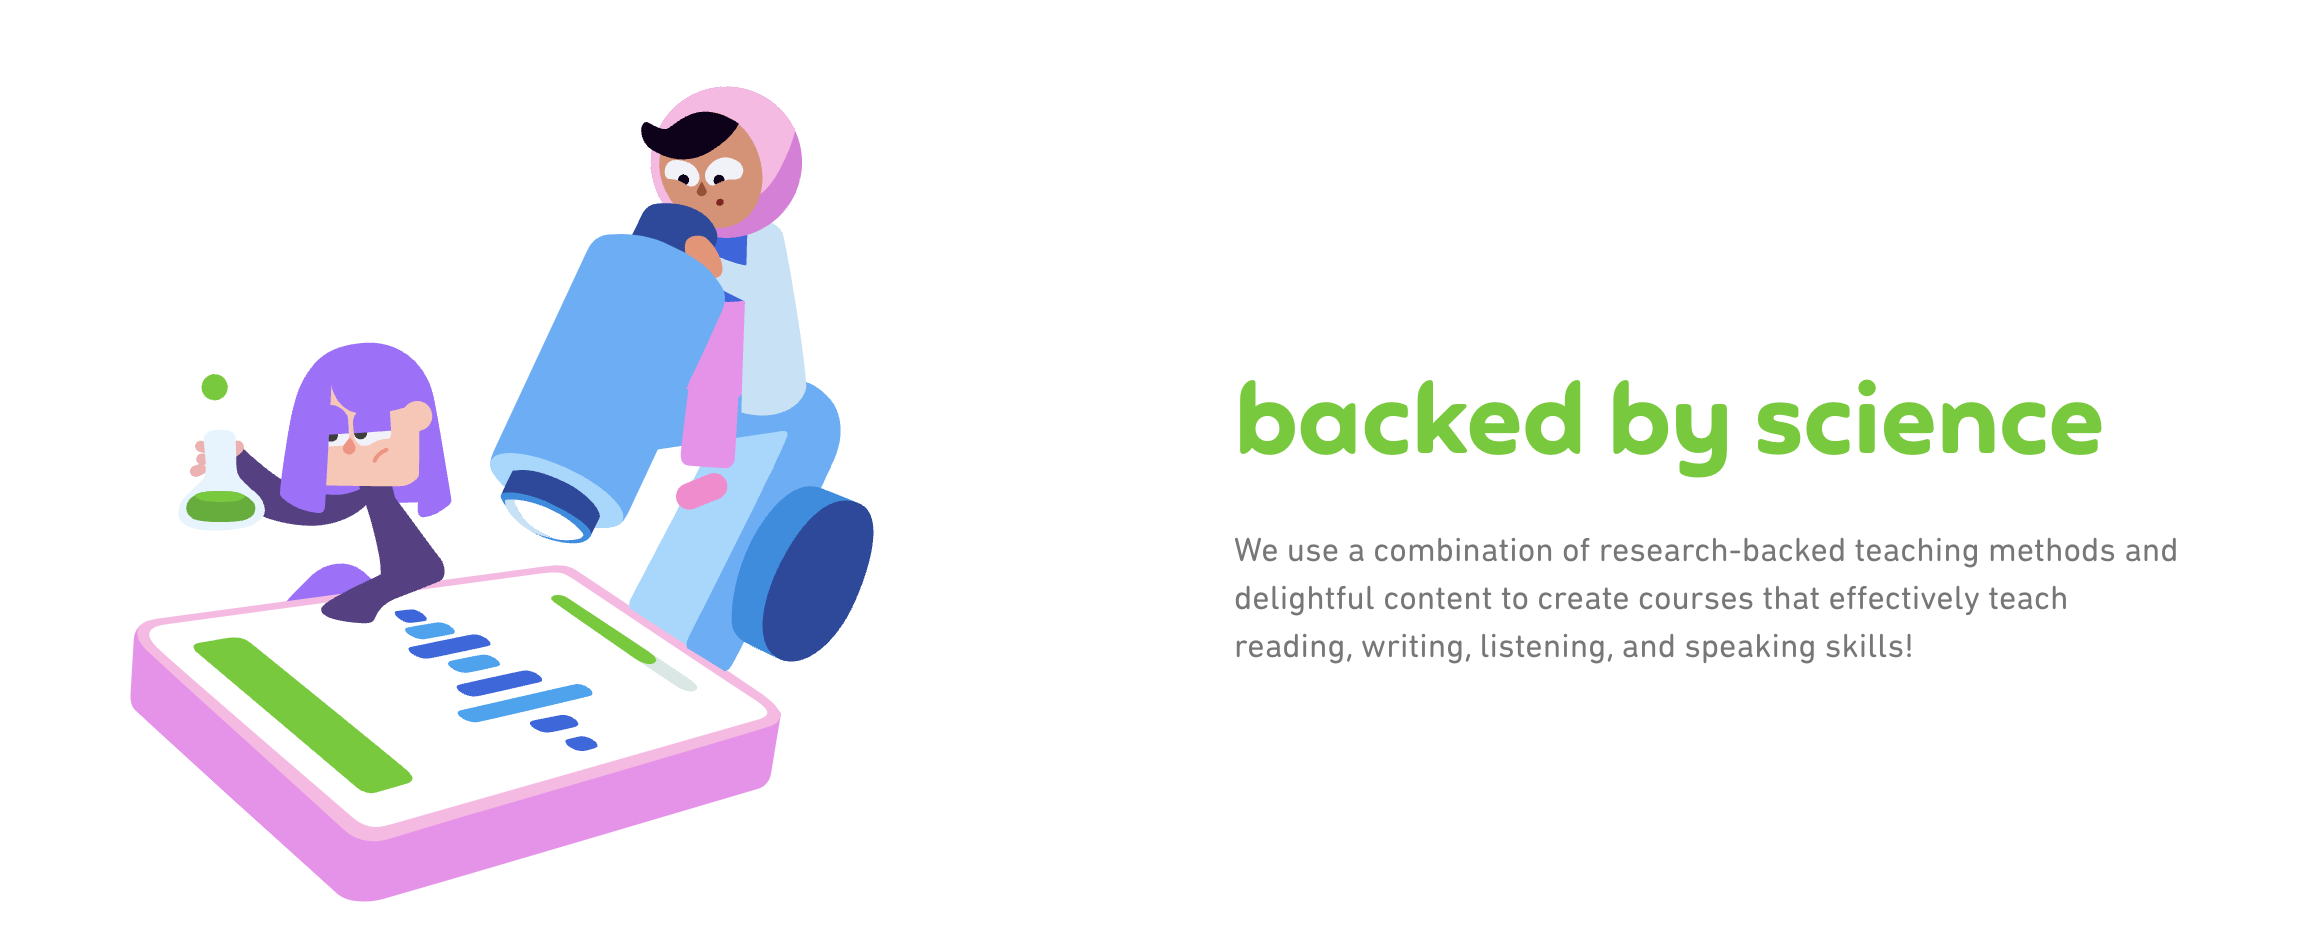 backed by science
We use a combination of research-backed teaching methods and
delightful content to create courses that effectively teach
reading, writing, listening, and speaking skills!